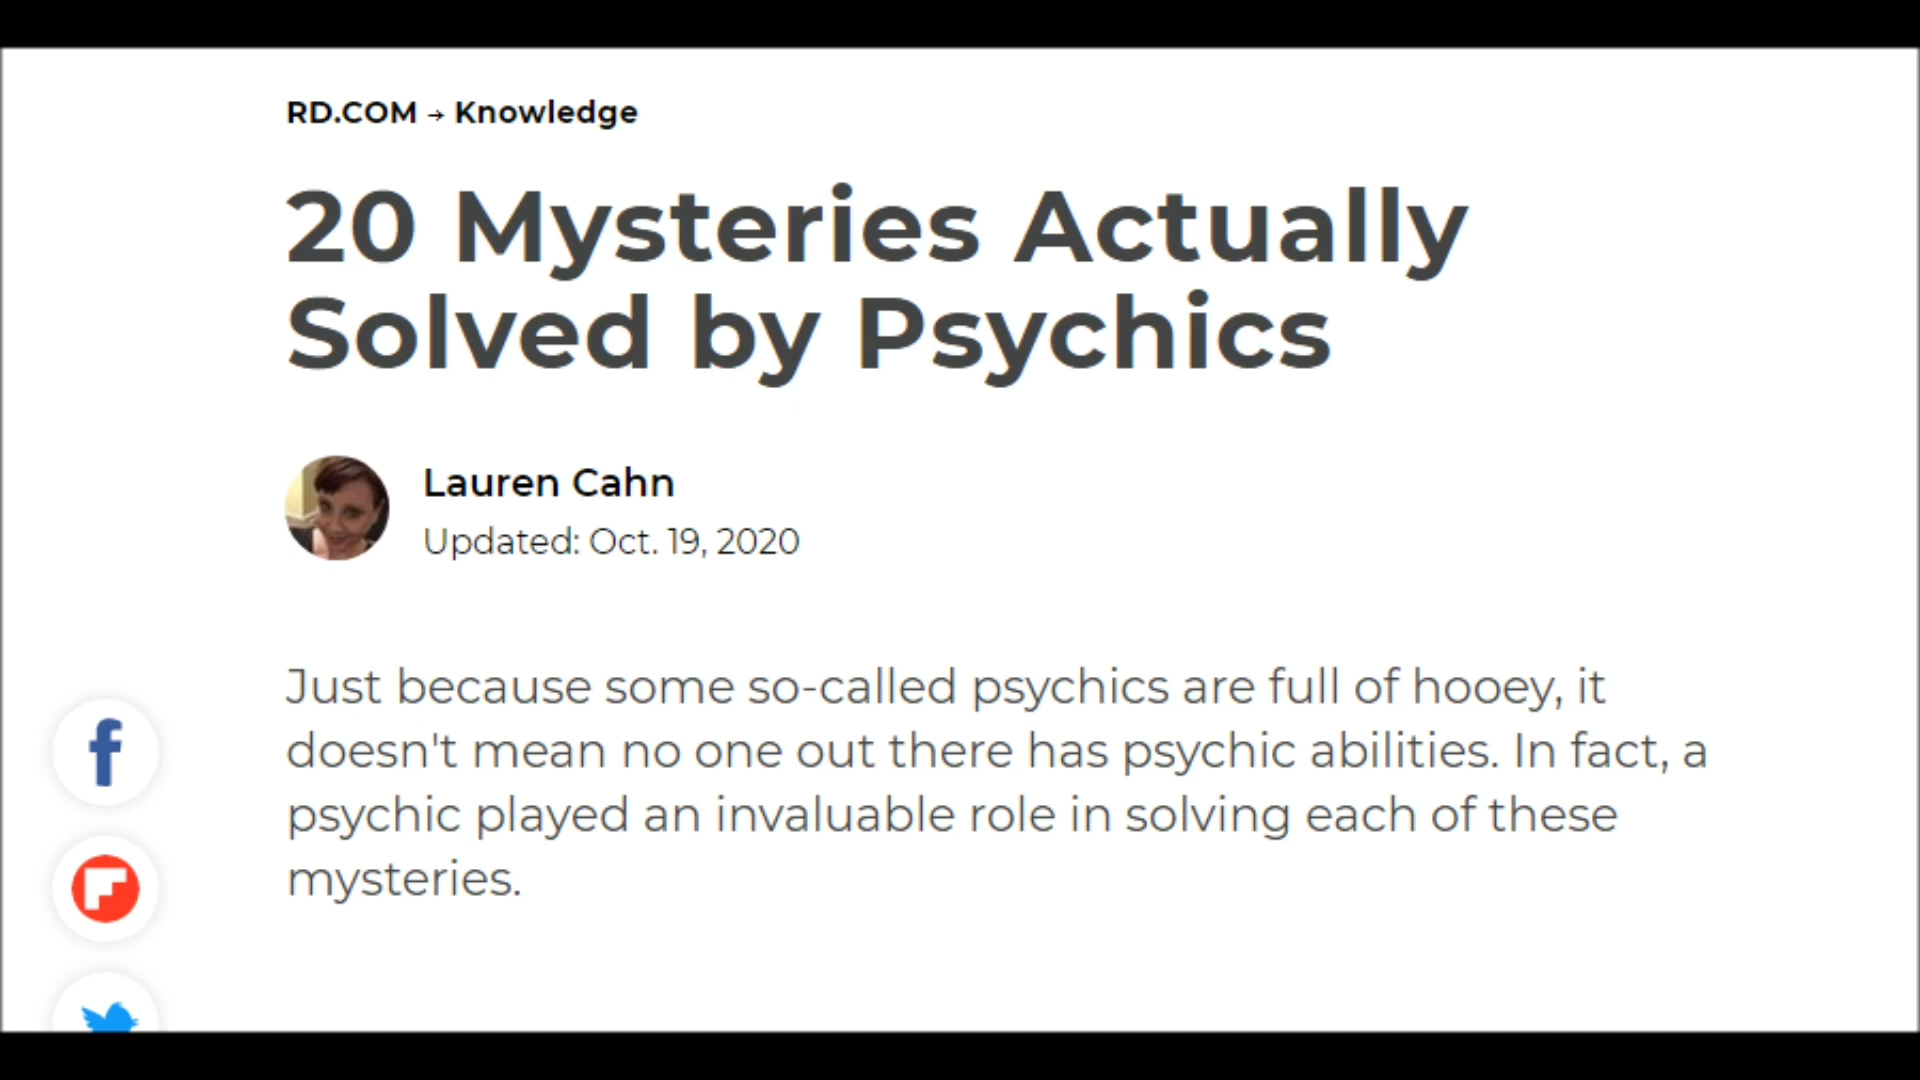 RD.COM → Knowledge
20 Mysteries Actually
Solved by Psychics
Lauren Cahn
Updated: Oct. 19, 2020
Just because some so-called psychics are full of hooey, it
doesn't mean no one out there has psychic abilities. In fact, a
psychic played an invaluable role in solving each of these
mysteries.